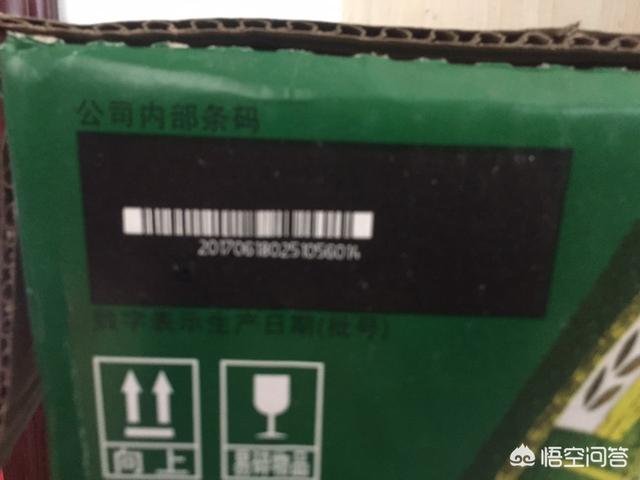 公司内部条码
201706180251056014
数字表示生产日期(批号)
向上
易碎物品
悟空问答